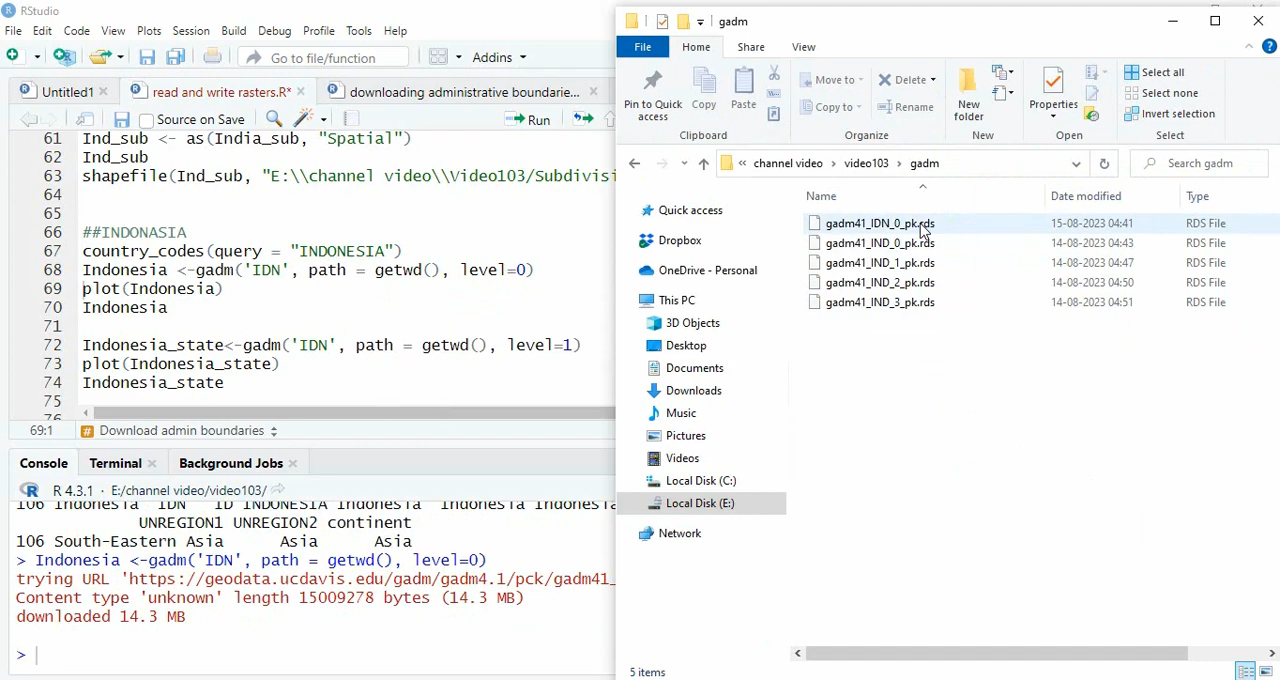 RStudio
File Edit Code View Plots Session Build Debug Profile Tools Help
Go to file/function Addins
Untitled1 read and write rasters.R* Downloading administrative boundarie...
Source on Save Run
61 Ind_sub <- as(India_sub, "Spatial")
62 Ind_sub
63 shapefile(Ind_sub, "E:\\channel video\\Video103/Subdivisi
64
65
66 ##INDONASIA
67 country_codes(query = "INDONESIA")
68 Indonesia <-gadm('IDN', path = getwd(), level=0)
69 plot(Indonesia)
70 Indonesia
71
72 Indonesia_state<-gadm('IDN', path = getwd(), level=1)
73 plot(Indonesia_state)
74 Indonesia_state
75
76
69:1 # Download admin boundaries
Console Terminal Background Jobs
R 4.3.1 · E:/channel video/video103/
106 Indonesia IDN ID INDONESIA Indonesia Indonesia Indones
UNREGION1 UNREGION2 continent
106 South-Eastern Asia Asia Asia
> Indonesia <-gadm('IDN', path = getwd(), level=0)
trying URL 'https://geodata.ucdavis.edu/gadm/gadm4.1/pck/gadm41_
Content type 'unknown' length 15009278 bytes (14.3 MB)
downloaded 14.3 MB
>
gadm
File Home Share View
Pin to Quick access
Copy
Paste
Clipboard
Move to
Copy to
Delete
Rename
Organize
New folder
New
Properties
Open
Select all
Select none
Invert selection
Select
« channel video › video103 › gadm
Search gadm
Quick access
Dropbox
OneDrive - Personal
This PC
3D Objects
Desktop
Documents
Downloads
Music
Pictures
Videos
Local Disk (C:)
Local Disk (E:)
Network
Name Date modified Type
gadm41_IDN_0_pk.rds 15-08-2023 04:41 RDS File
gadm41_IND_0_pk.rds 14-08-2023 04:43 RDS File
gadm41_IND_1_pk.rds 14-08-2023 04:47 RDS File
gadm41_IND_2_pk.rds 14-08-2023 04:50 RDS File
gadm41_IND_3_pk.rds 14-08-2023 04:51 RDS File
5 items